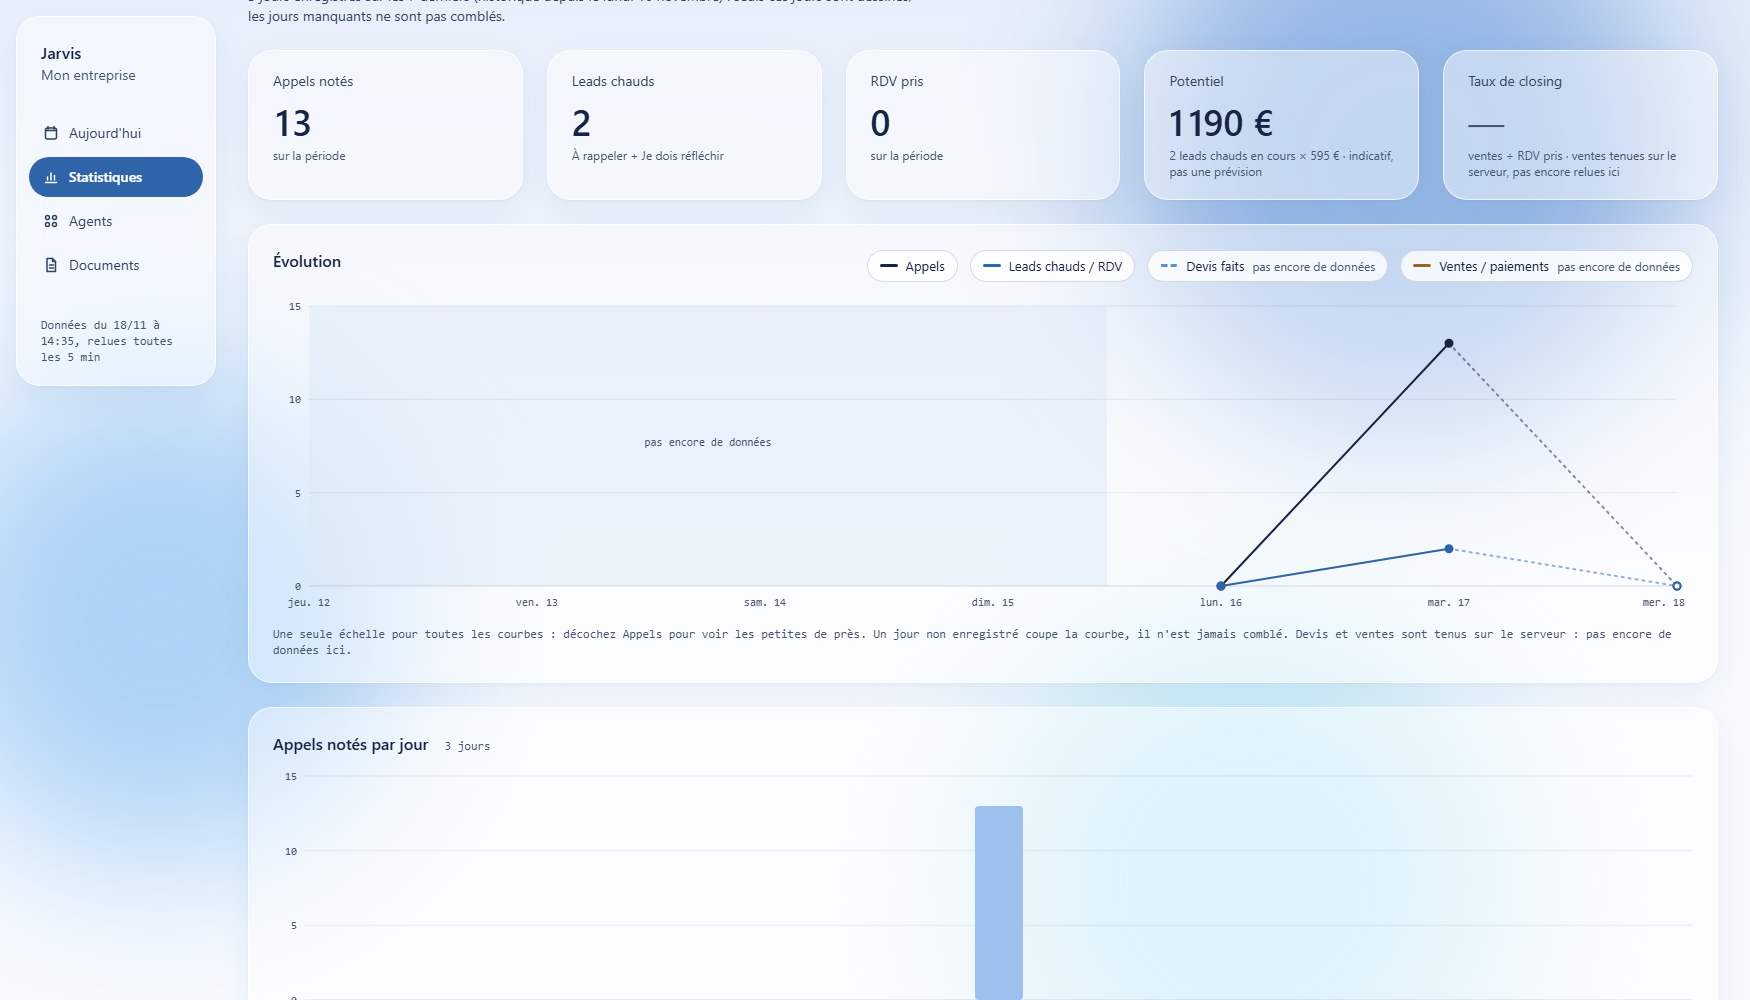 les jours manquants ne sont pas comblés.
Jarvis
Mon entreprise
Aujourd'hui
Statistiques
Agents
Documents
Données du 18/11 à
14:35, relues toutes
les 5 min
Appels notés
13
sur la période
Leads chauds
2
À rappeler + Je dois réfléchir
RDV pris
0
sur la période
Potentiel
1 190 €
2 leads chauds en cours × 595 € · indicatif,
pas une prévision
Taux de closing
—
ventes ÷ RDV pris · ventes tenues sur le
serveur, pas encore relues ici
Évolution
Appels
Leads chauds / RDV
Devis faits pas encore de données
Ventes / paiements pas encore de données
15
10
5
0
pas encore de données
jeu. 12
ven. 13
sam. 14
dim. 15
lun. 16
mar. 17
mer. 18
Une seule échelle pour toutes les courbes : décochez Appels pour voir les petites de près. Un jour non enregistré coupe la courbe, il n'est jamais comblé. Devis et ventes sont tenus sur le serveur : pas encore de
données ici.
Appels notés par jour 3 jours
15
10
5